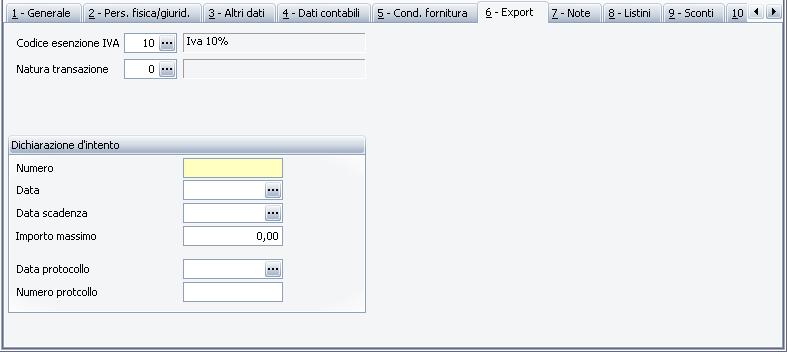 1 - Generale 2 - Pers. fisica/giurid. 3 - Altri dati 4 - Dati contabili 5 - Cond. fornitura 6 - Export 7 - Note 8 - Listini 9 - Sconti 10
Codice esenzione IVA 10 ... Iva 10%
Natura transazione 0 ...
Dichiarazione d'intento
Numero
Data ...
Data scadenza ...
Importo massimo 0,00
Data protocollo ...
Numero protcollo